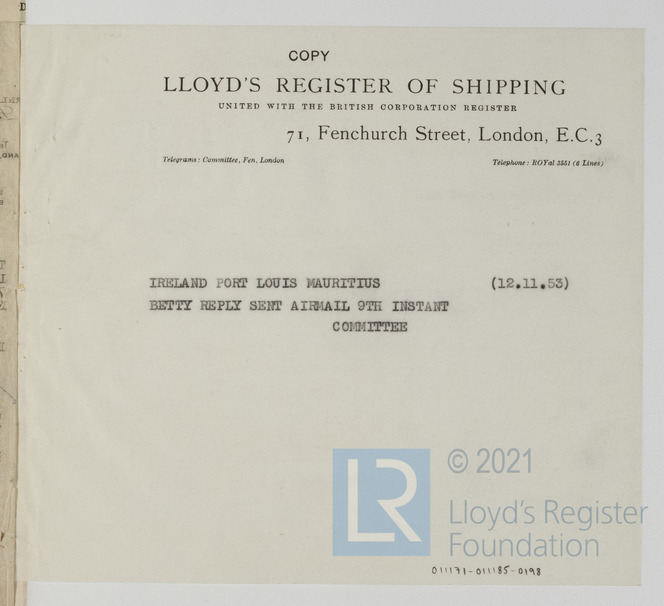 COPY
LLOYD'S REGISTER OF SHIPPING
UNITED WITH THE BRITISH CORPORATION REGISTER
71, Fenchurch Street, London, E.C.3
Telegrams: Committee, Fen, London    Telephone: ROYal 3551 (6 Lines)
IRELAND PORT LOUIS MAURITIUS    (12.11.53)
BETTY REPLY SENT AIRMAIL 9TH INSTANT
COMMITTEE
LR
© 2021
Lloyd's Register
Foundation
011171-011185-0198